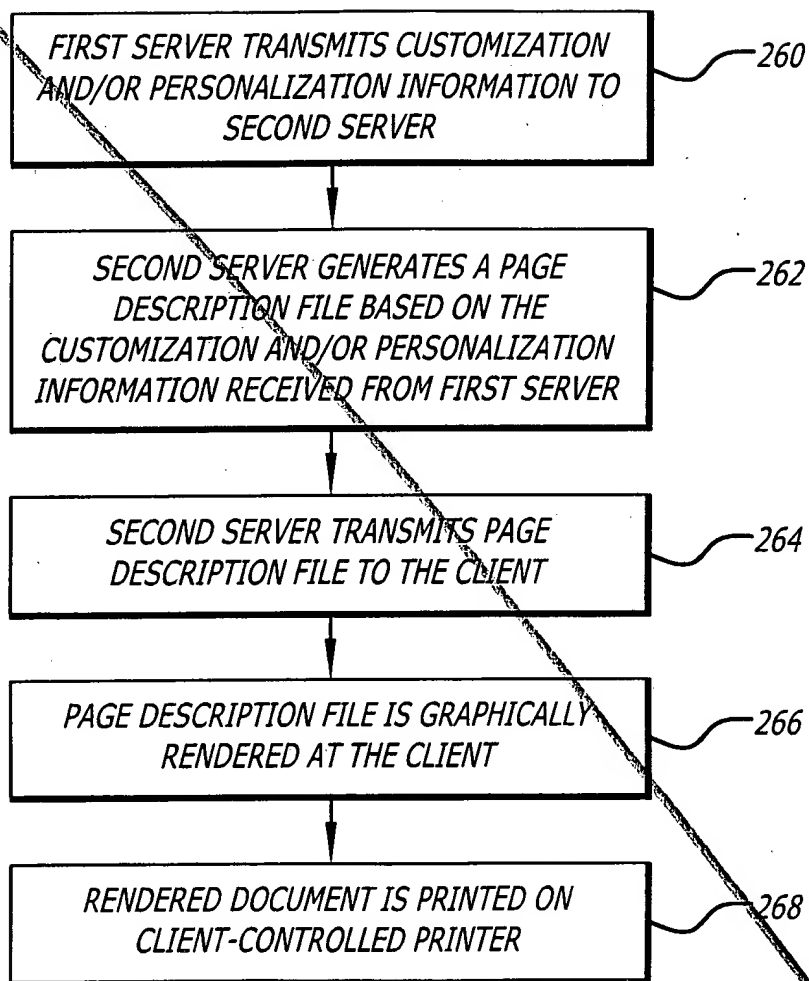 FIRST SERVER TRANSMITS CUSTOMIZATION
AND/OR PERSONALIZATION INFORMATION TO
SECOND SERVER
260
SECOND SERVER GENERATES A PAGE
DESCRIPTION FILE BASED ON THE
CUSTOMIZATION AND/OR PERSONALIZATION
INFORMATION RECEIVED FROM FIRST SERVER
262
SECOND SERVER TRANSMITS PAGE
DESCRIPTION FILE TO THE CLIENT
264
PAGE DESCRIPTION FILE IS GRAPHICALLY
RENDERED AT THE CLIENT
266
RENDERED DOCUMENT IS PRINTED ON
CLIENT-CONTROLLED PRINTER
268